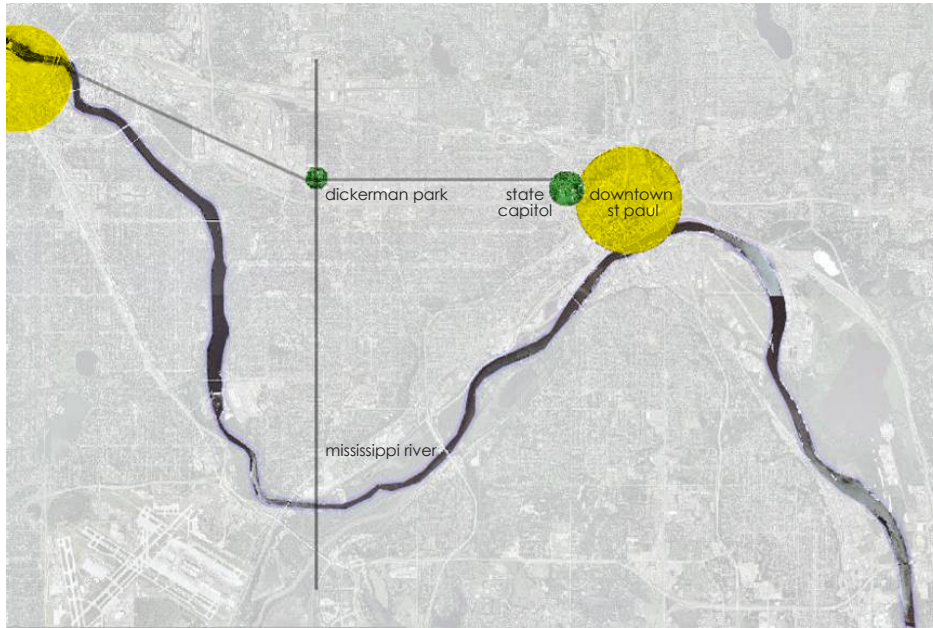 dickerman park
state
capitol
downtown
st paul
mississippi river